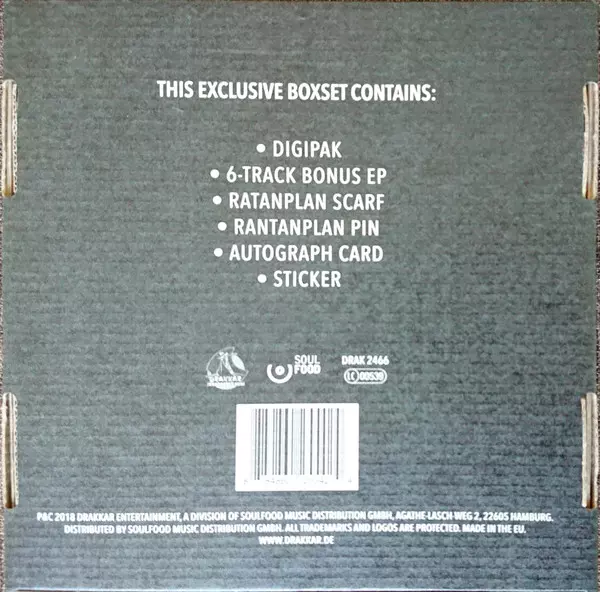 THIS EXCLUSIVE BOXSET CONTAINS:
• DIGIPAK
• 6-TRACK BONUS EP
• RATANPLAN SCARF
• RANTANPLAN PIN
• AUTOGRAPH CARD
• STICKER
DRAKKAR
SOUL
FOOD
DRAK 2466
LC 00539
P&C 2018 DRAKKAR ENTERTAINMENT, A DIVISION OF SOULFOOD MUSIC DISTRIBUTION GMBH, AGATHE-LASCH-WEG 2, 22605 HAMBURG.
DISTRIBUTED BY SOULFOOD MUSIC DISTRIBUTION GMBH. ALL TRADEMARKS AND LOGOS ARE PROTECTED. MADE IN THE EU.
WWW.DRAKKAR.DE